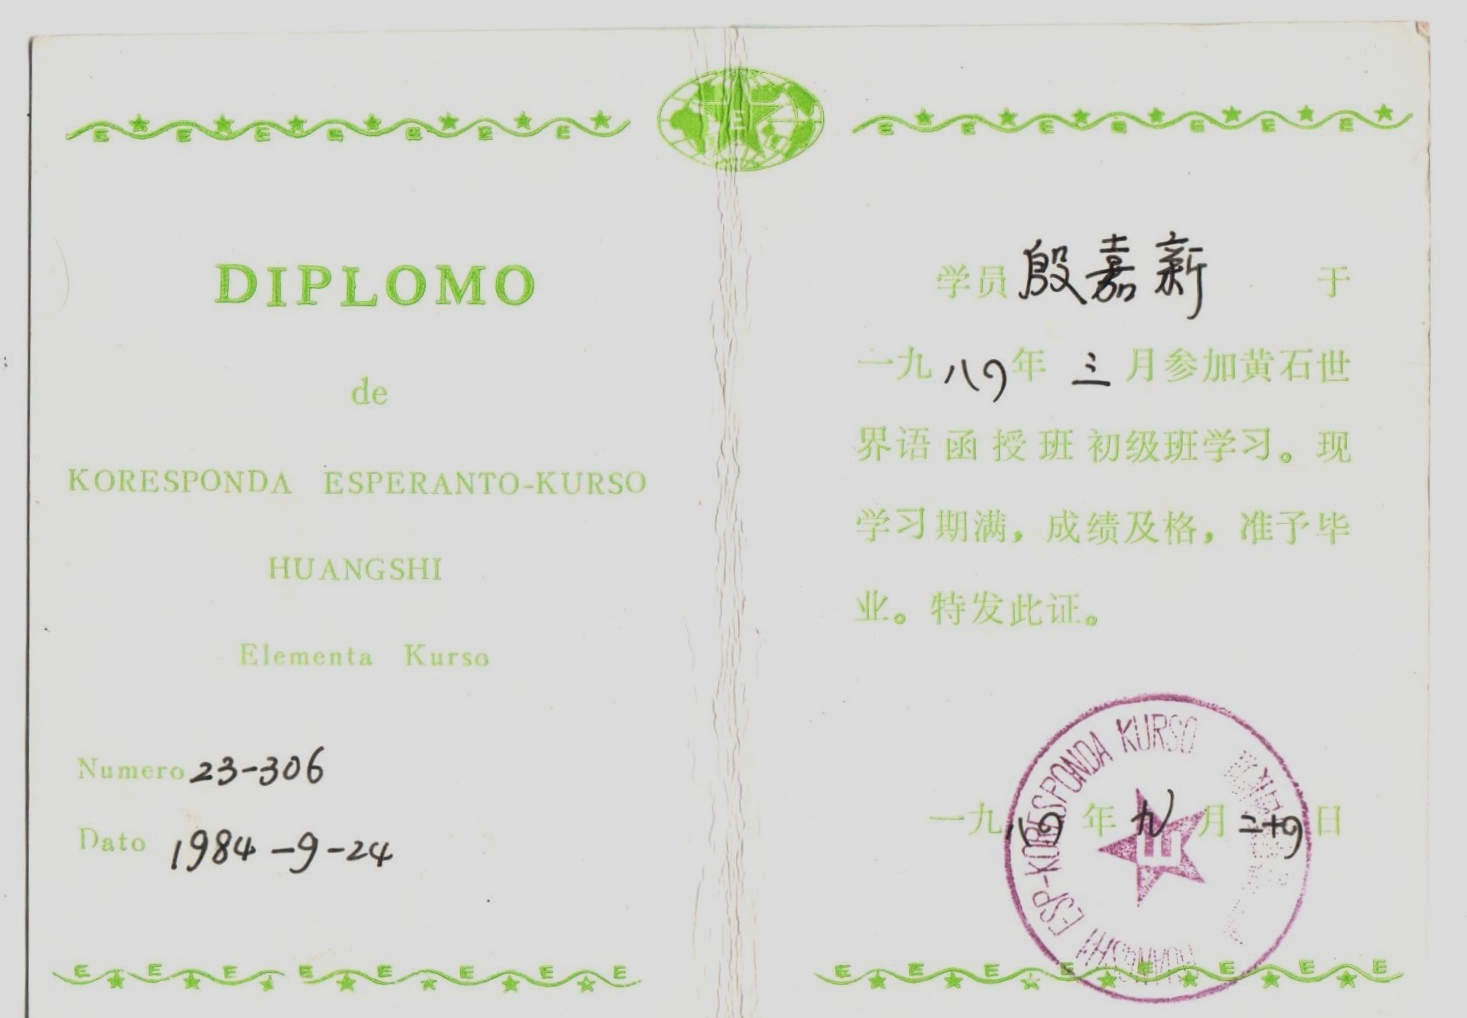 DIPLOMO
de
KORESPONDA ESPERANTO-KURSO
HUANGSHI
Elementa Kurso
Numero 23-306
Dato 1984-9-24
学员 殷嘉新 于
一九八四年 三 月参加黄石世
界语函授班初级班学习。现
学习期满，成绩及格，准予毕
业。特发此证。
一九八四年九月二十四日
HUANGSHI ESP-KORESPONDA KURSO
E